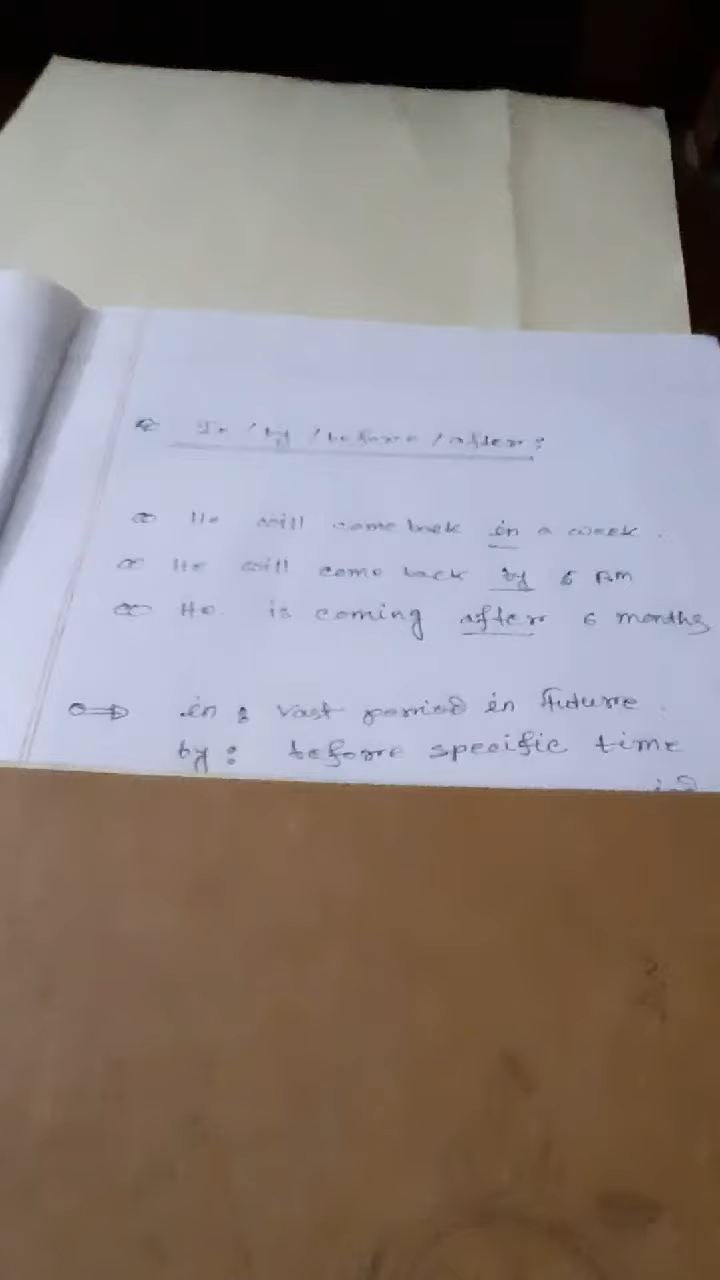 In / by / before / after :
He will come back in a week .
He will come back by 6 AM
He is coming after 6 months
in : vast period in future .
by : before specific time